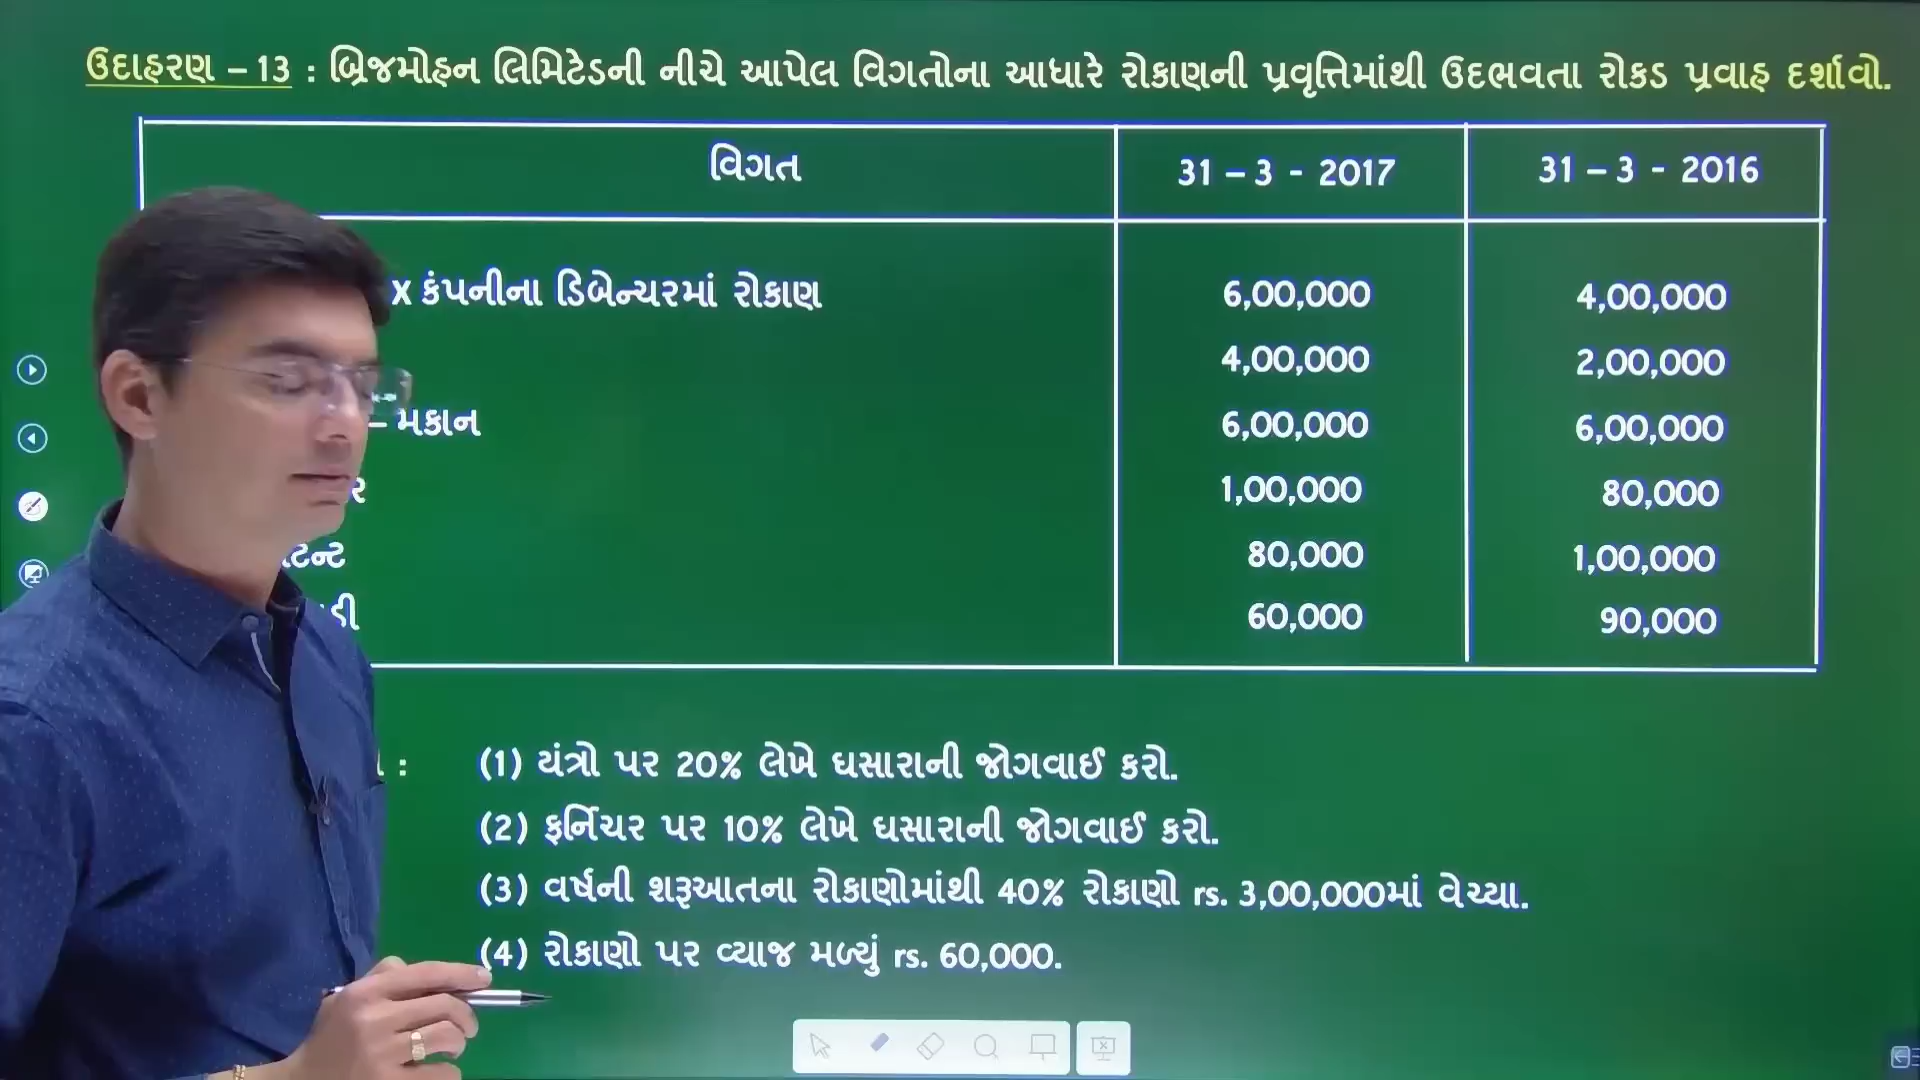 ઉદાહરણ – 13 : બ્રિજમોહન લિમિટેડની નીચે આપેલ વિગતોના આધારે રોકાણની પ્રવૃત્તિમાંથી ઉદભવતા રોકડ પ્રવાહ દર્શાવો.
વિગત 31 – 3 - 2017 31 – 3 - 2016
X કંપનીના ડિબેન્ચરમાં રોકાણ 6,00,000 4,00,000
4,00,000 2,00,000
– મકાન 6,00,000 6,00,000
1,00,000 80,000
80,000 1,00,000
60,000 90,000
: (1) યંત્રો પર 20% લેખે ઘસારાની જોગવાઈ કરો.
(2) ફર્નિચર પર 10% લેખે ઘસારાની જોગવાઈ કરો.
(3) વર્ષની શરૂઆતના રોકાણોમાંથી 40% રોકાણો rs. 3,00,000માં વેચ્યા.
(4) રોકાણો પર વ્યાજ મળ્યું rs. 60,000.